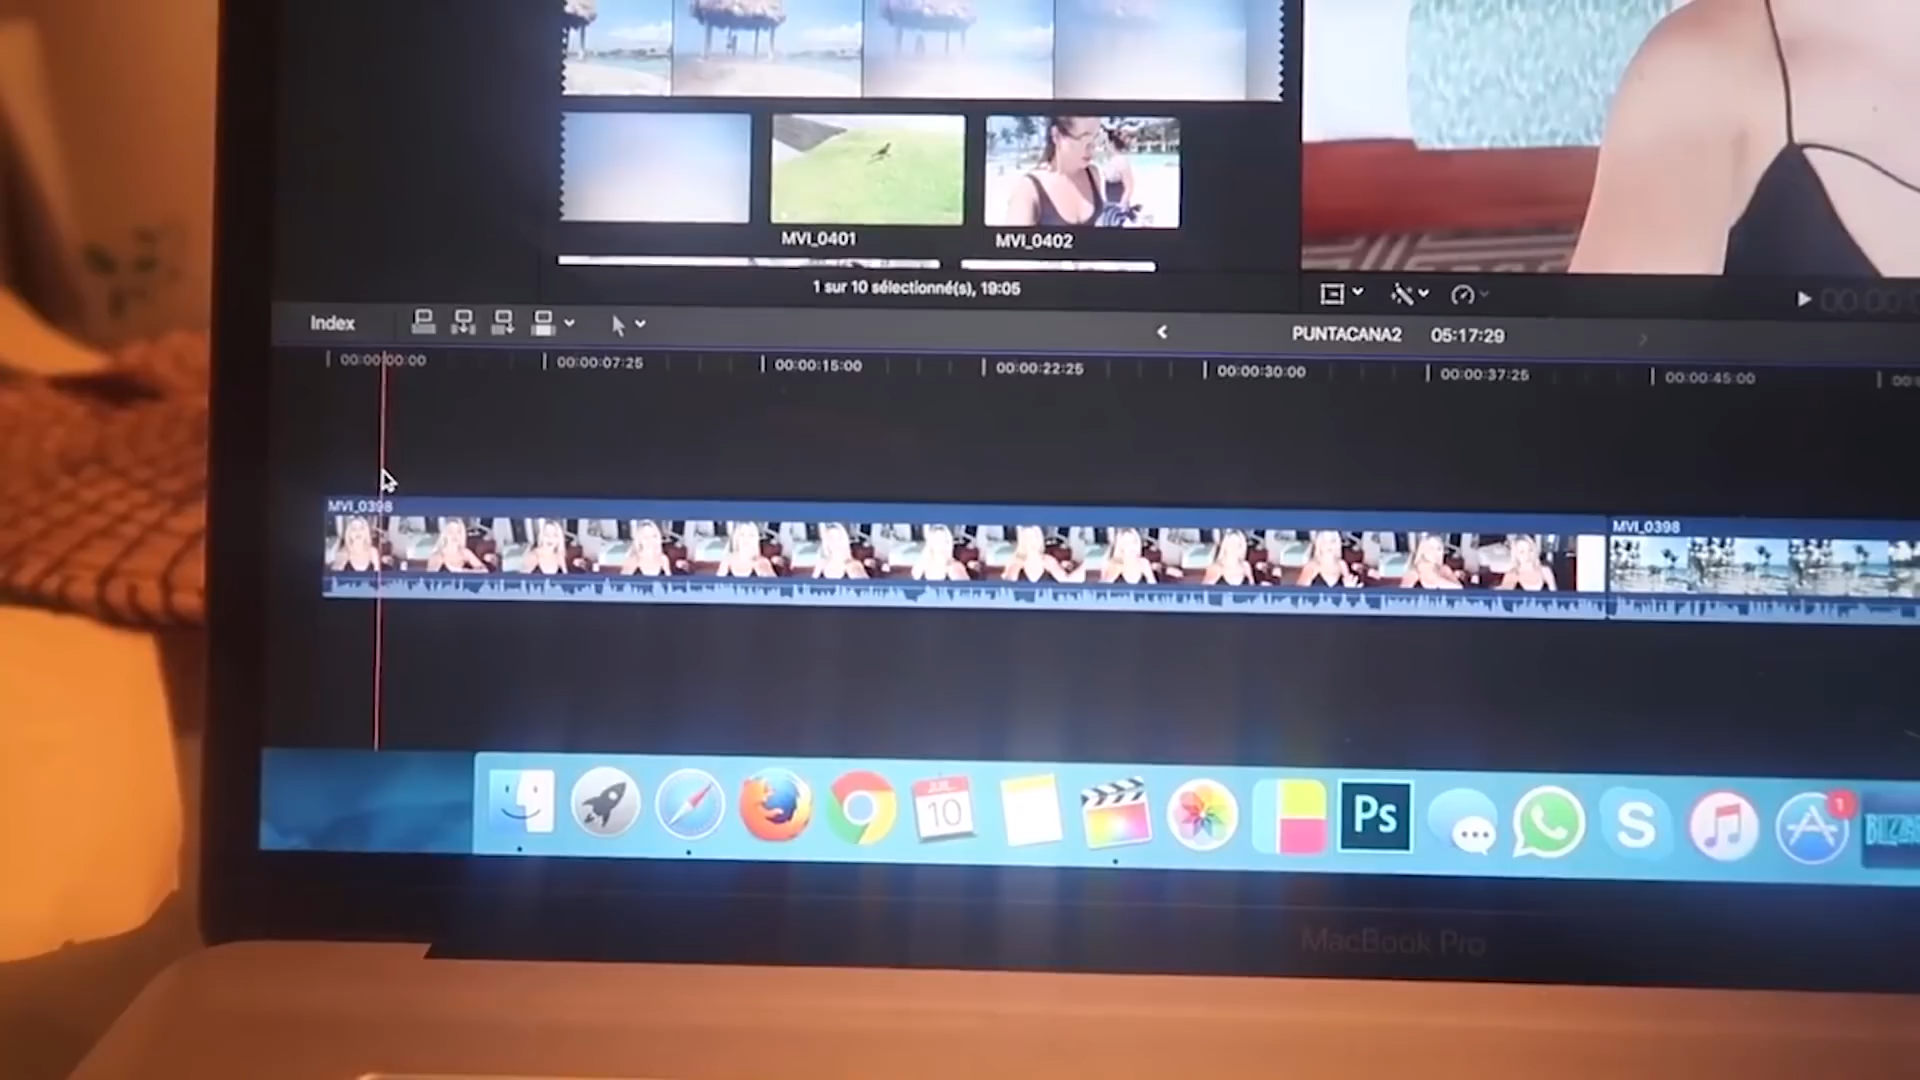 MVI_0401
MVI_0402
1 sur 10 sélectionné(s), 19:05
Index
PUNTACANA2 05:17:29
00:00:00:00 00:00:07:25 00:00:15:00 00:00:22:25 00:00:30:00 00:00:37:25 00:00:45:00
MVI_0398
MVI_0398
JUIL.
10
Ps
S
1
MacBook Pro